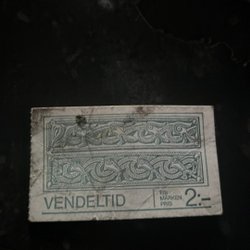 VENDELTID
FRI-
MÄRKEN
PRIS
2:-